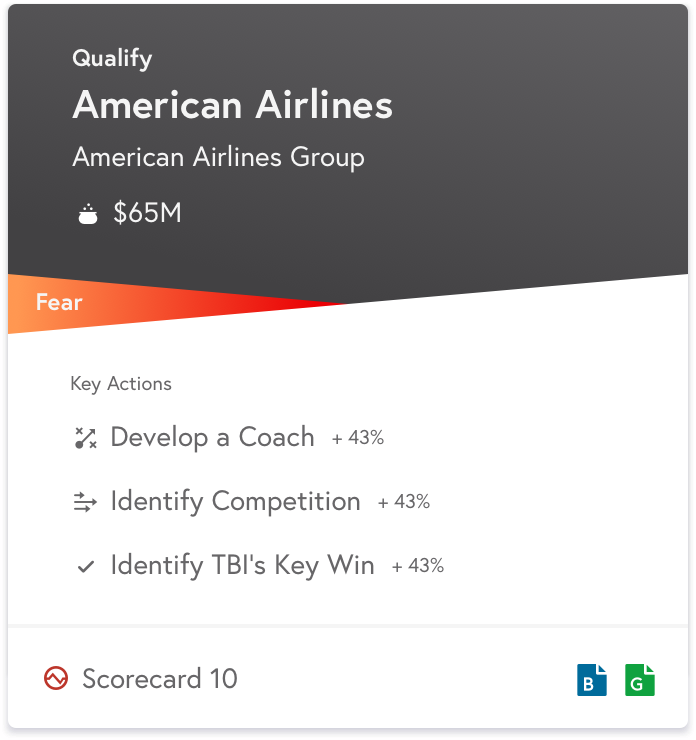 Qualify
American Airlines
American Airlines Group
$65M
Fear
Key Actions
Develop a Coach + 43%
Identify Competition + 43%
Identify TBI's Key Win + 43%
Scorecard 10
B G